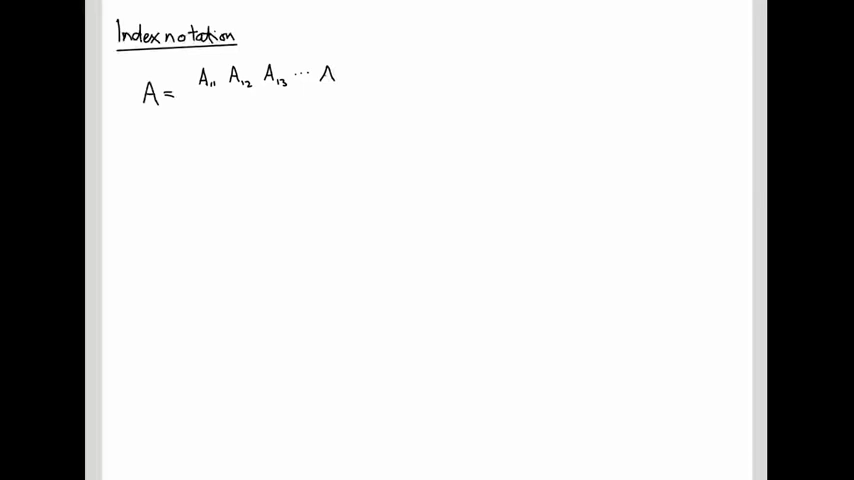 Index notation
A = A₁₁ A₁₂ A₁₃ ... Λ